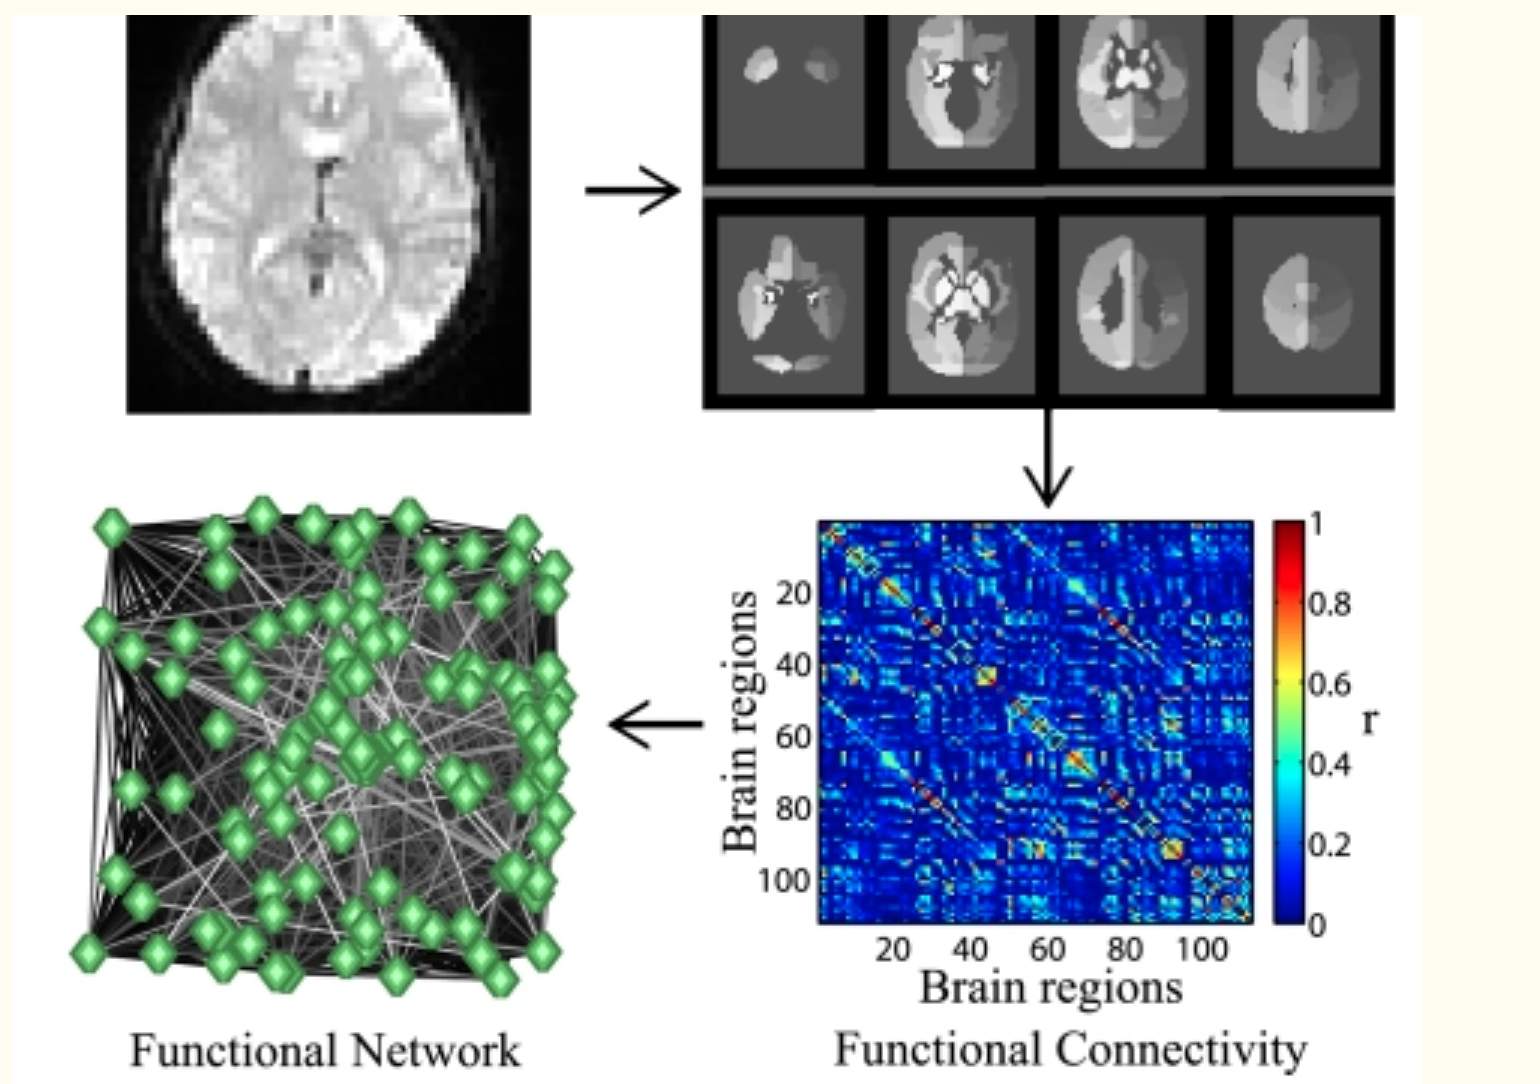 1
0.8
0.6
0.4
0.2
0
r
Brain regions
20
40
60
80
100
20 40 60 80 100
Brain regions
Functional Network
Functional Connectivity